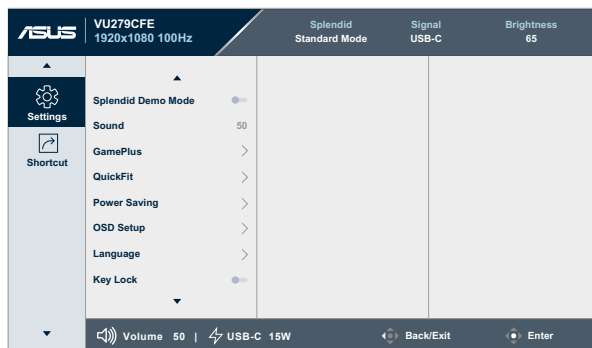 ASUS
VU279CFE
1920x1080 100Hz
Splendid
Standard Mode
Signal
USB-C
Brightness
65
Settings
Shortcut
Splendid Demo Mode
Sound 50
GamePlus
QuickFit
Power Saving
OSD Setup
Language
Key Lock
Volume 50 | USB-C 15W
Back/Exit
Enter